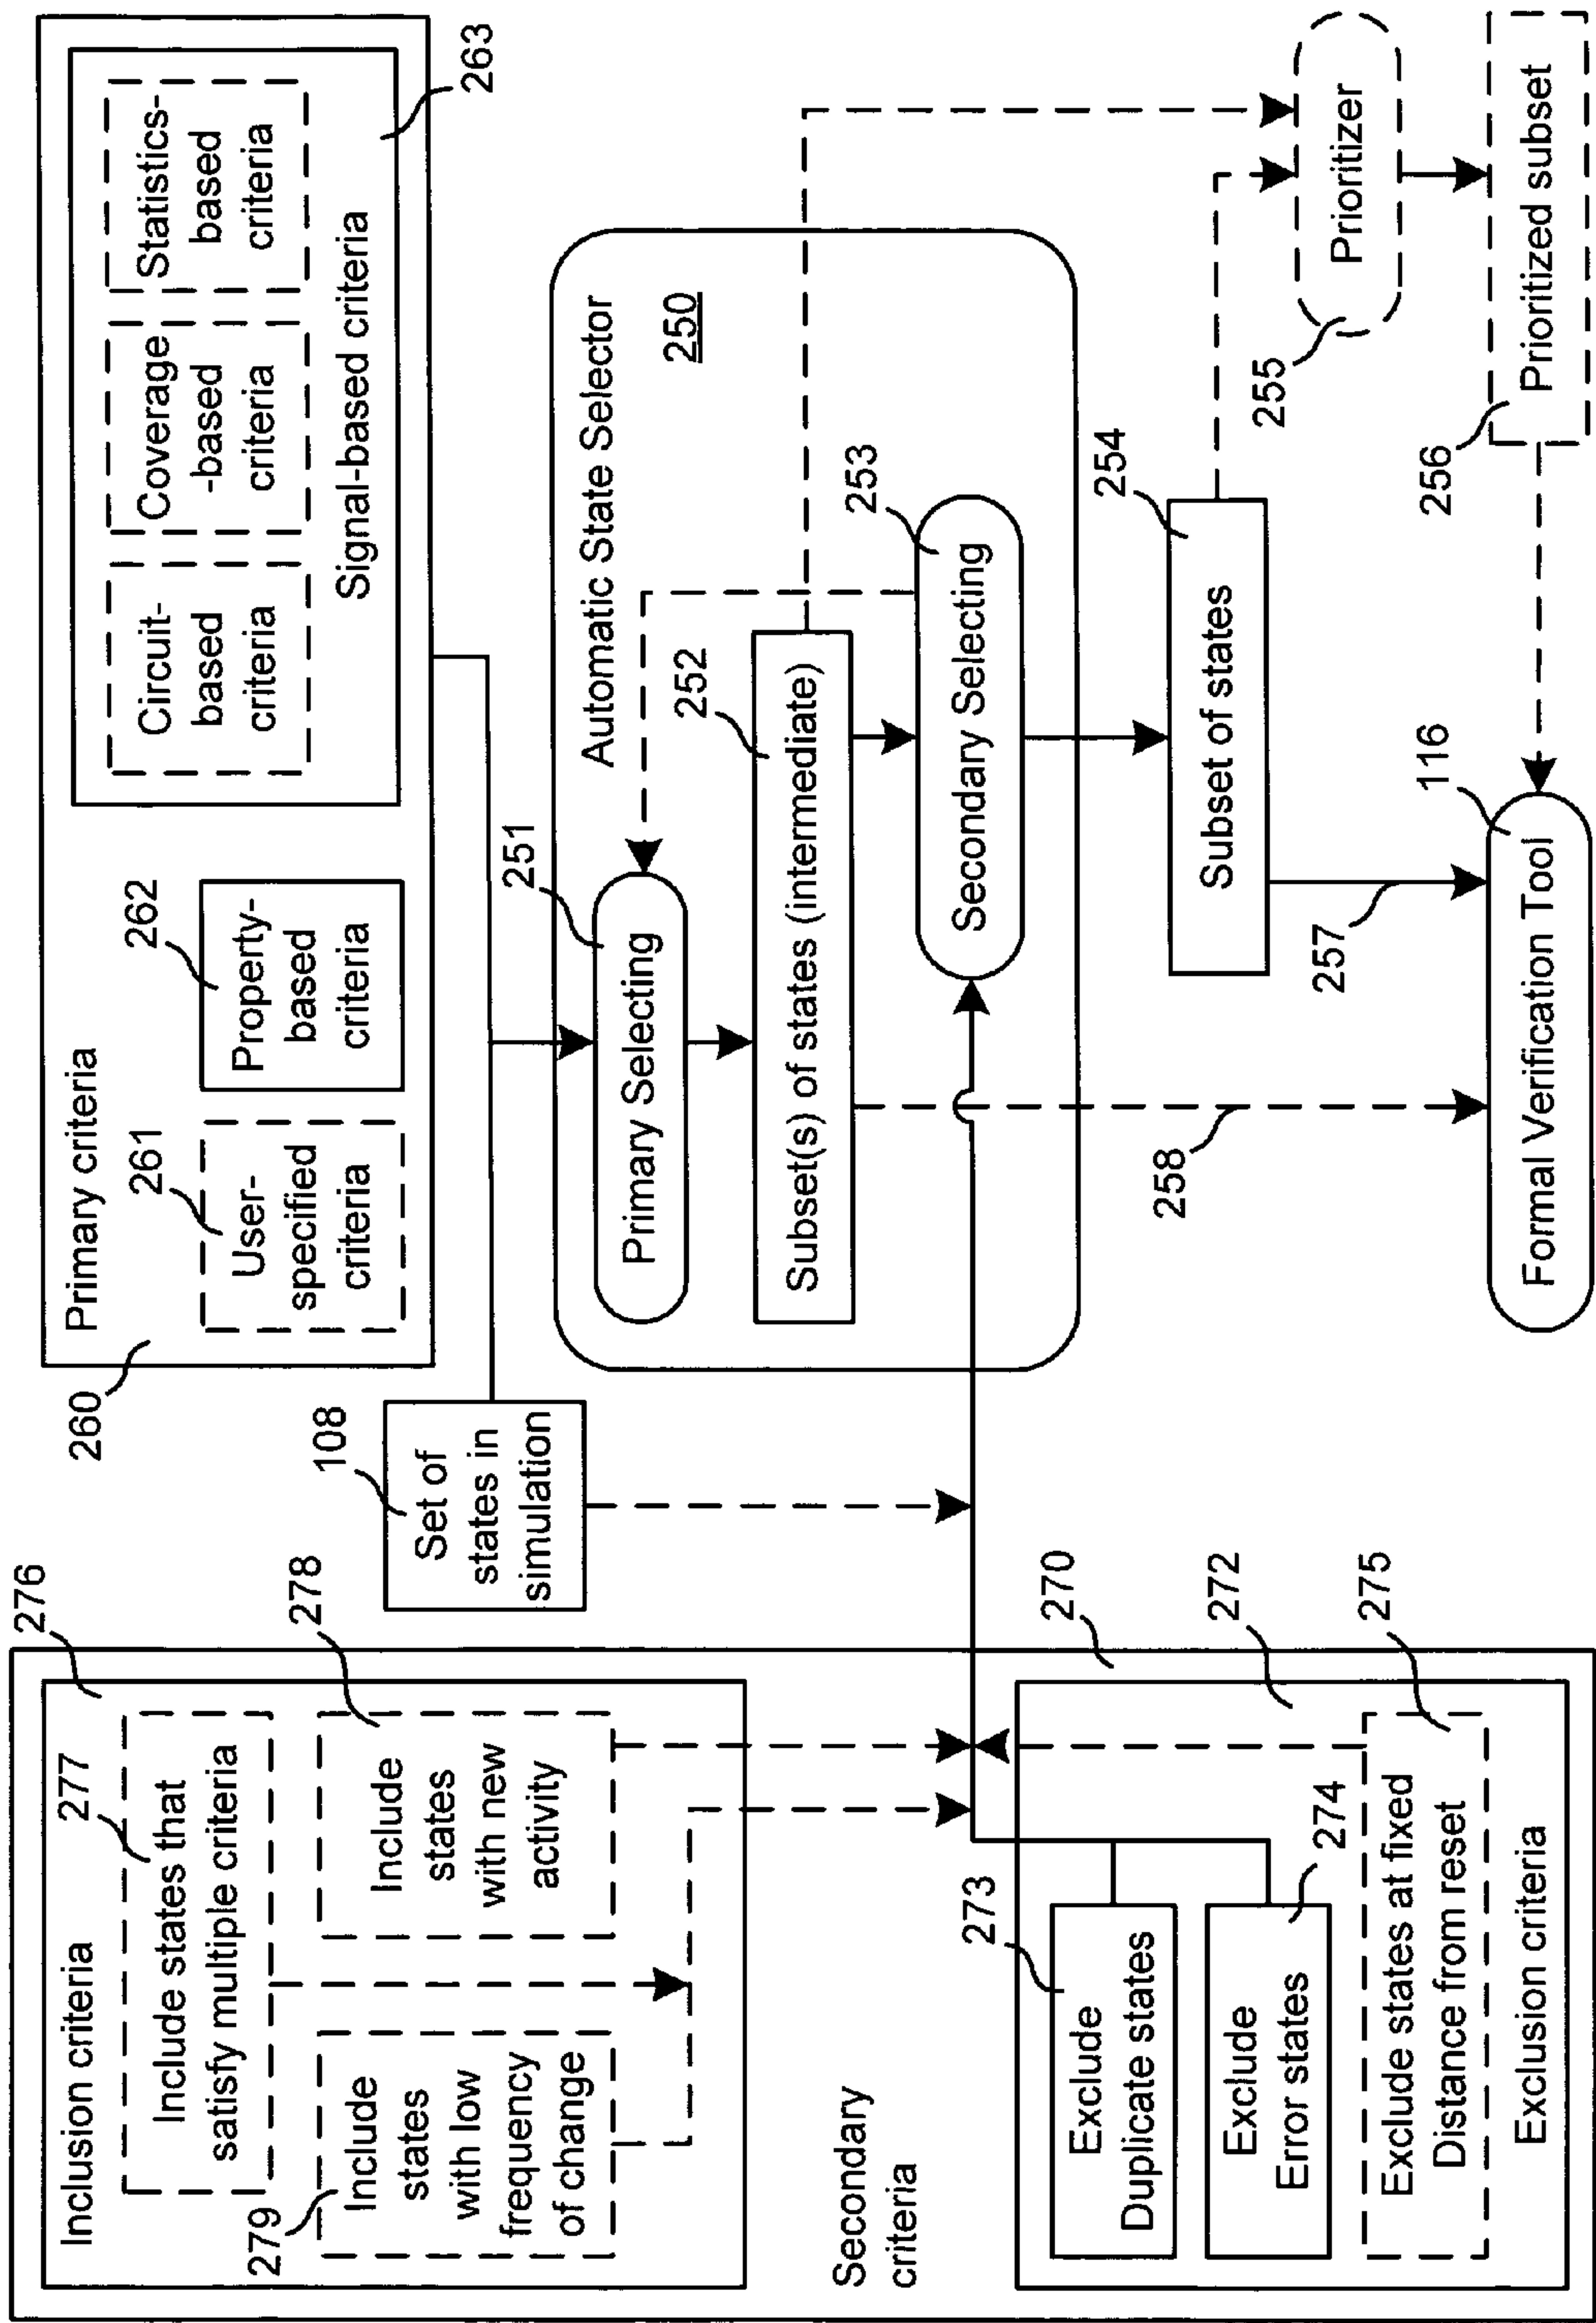 276
Inclusion criteria
277
Include states that
satisfy multiple criteria
279
Include
states
with low
frequency
of change
278
Include
states
with new
activity
Secondary
criteria
270
272
273
Exclude
Duplicate states
274
Exclude
Error states
275
Exclude states at fixed
Distance from reset
Exclusion criteria
108
Set of
states in
simulation
260
Primary criteria
261
User-
specified
criteria
262
Property-
based
criteria
Circuit-
based
criteria
Coverage
-based
criteria
Statistics-
based
criteria
Signal-based criteria
263
Automatic State Selector
250
251
Primary Selecting
252
Subset(s) of states (intermediate)
253
Secondary Selecting
254
Subset of states
255
Prioritizer
256
Prioritized subset
257
258
116
Formal Verification Tool